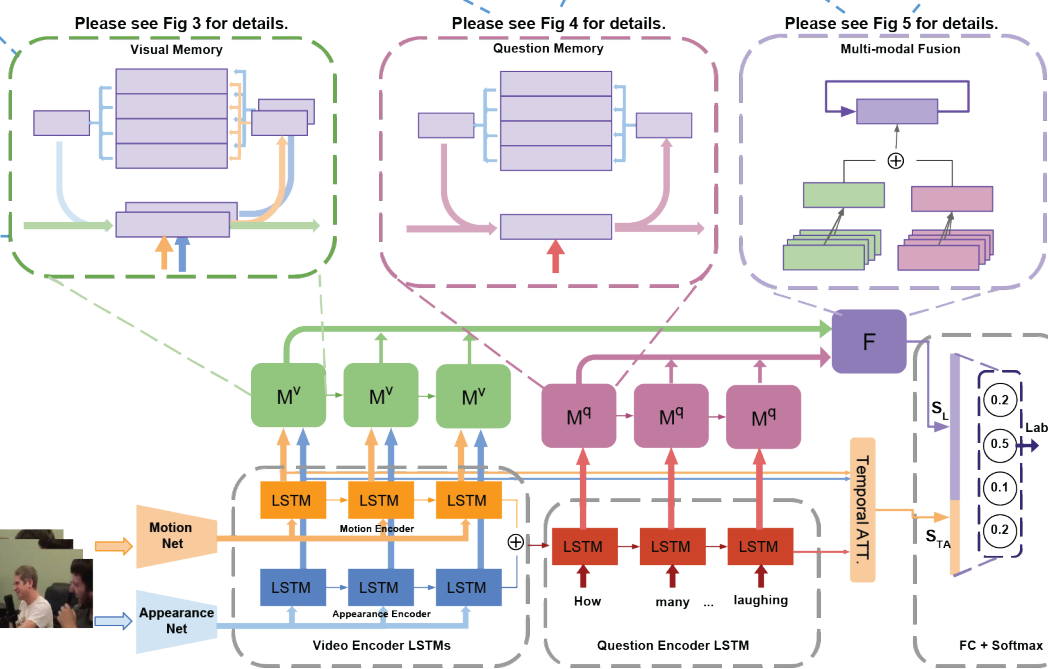 Please see Fig 3 for details.
Please see Fig 4 for details.
Please see Fig 5 for details.
Visual Memory
Question Memory
Multi-modal Fusion
F
M^v
M^v
M^v
M^q
M^q
M^q
S_L
0.2
0.5
0.1
0.2
Lab
S_TA
Temporal ATT.
Motion
Net
LSTM
LSTM
LSTM
Motion Encoder
LSTM
LSTM
LSTM
Appearance
Net
LSTM
LSTM
LSTM
Appearance Encoder
How
many
...
laughing
Video Encoder LSTMs
Question Encoder LSTM
FC + Softmax